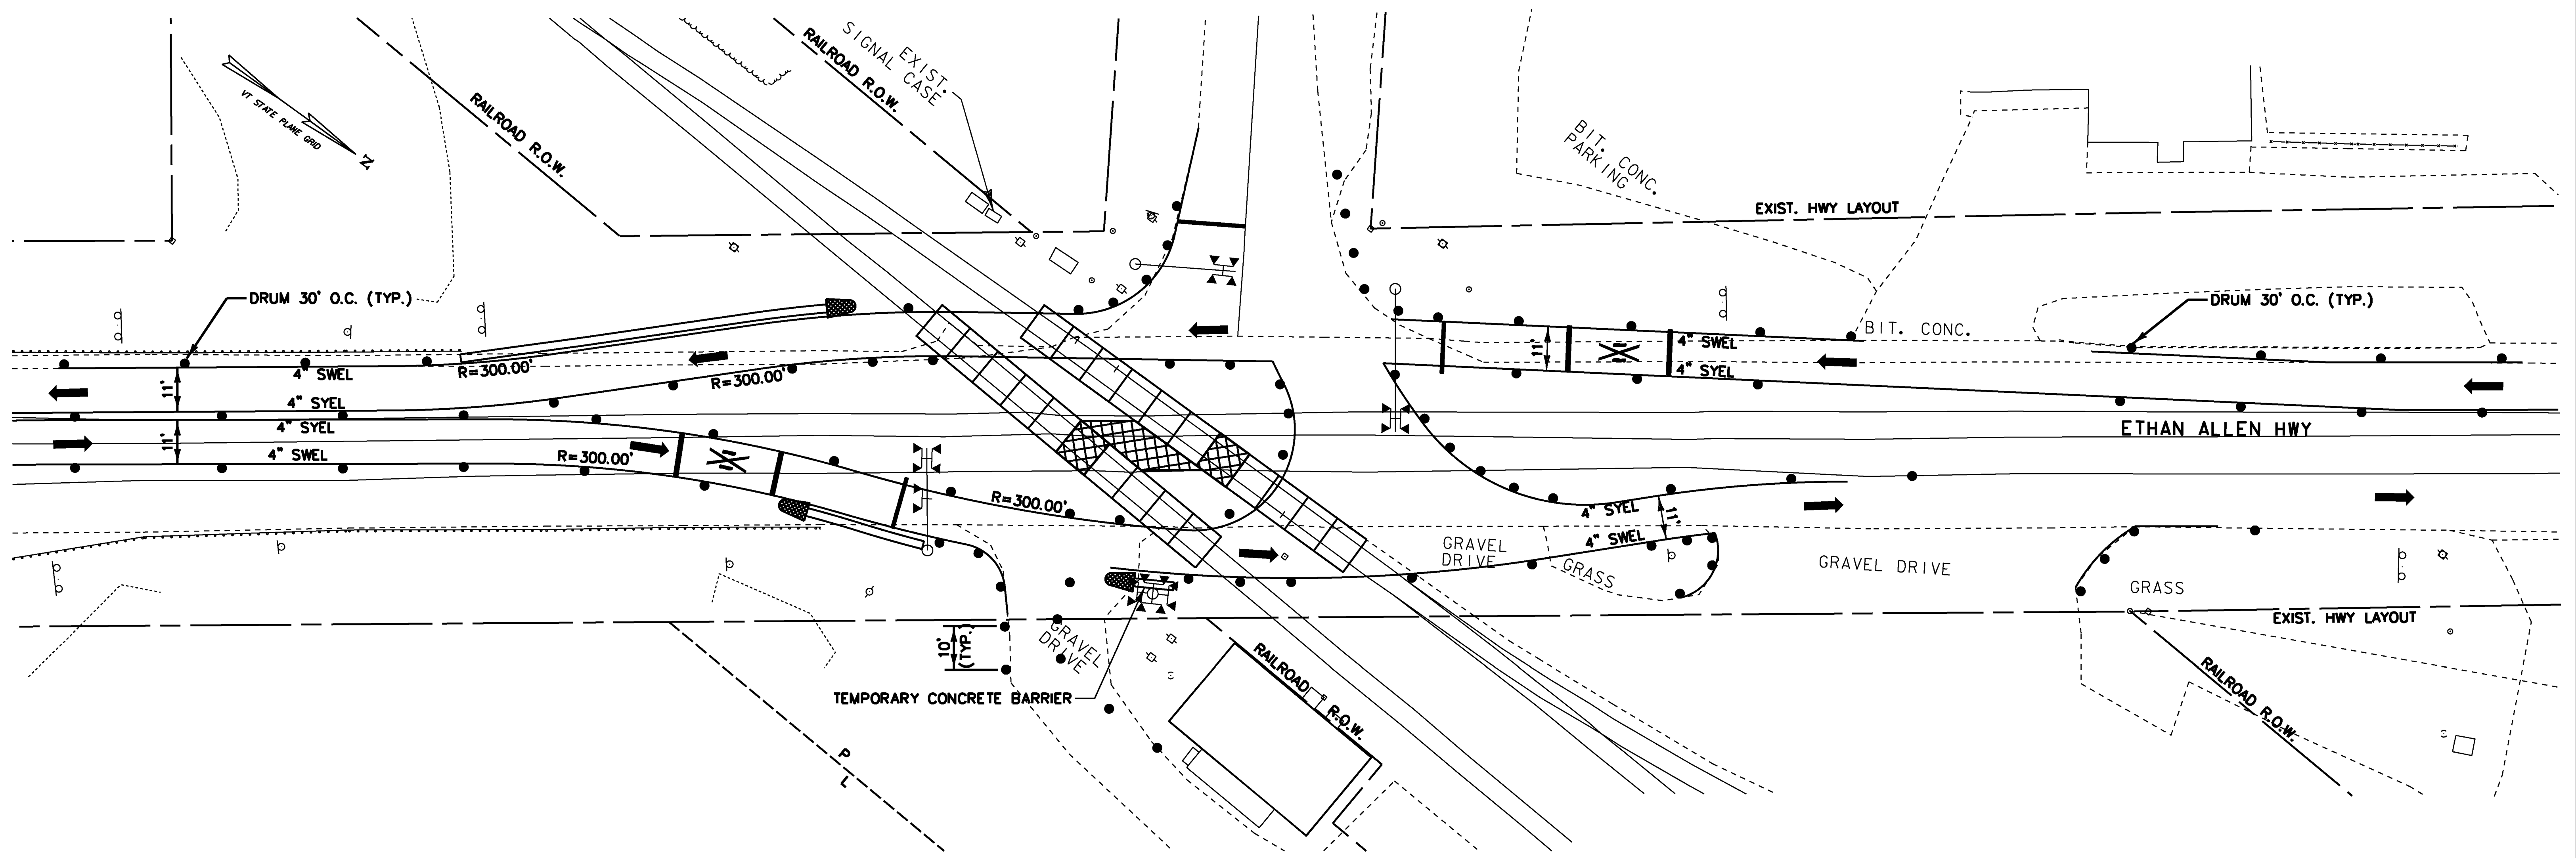 VT STATE PLANE GRID
N
RAILROAD R.O.W.
RAILROAD R.O.W.
EXIST.
SIGNAL CASE
BIT. CONC.
PARKING
EXIST. HWY LAYOUT
DRUM 30' O.C. (TYP.)
DRUM 30' O.C. (TYP.)
BIT. CONC.
4" SWEL
R=300.00'
R=300.00'
11'
4" SYEL
4" SYEL
11'
4" SWEL
R=300.00'
R=300.00'
11'
4" SWEL
4" SYEL
ETHAN ALLEN HWY
4" SYEL
11'
4" SWEL
GRAVEL
DRIVE
GRASS
GRAVEL DRIVE
GRASS
EXIST. HWY LAYOUT
10'
(TYP.)
GRAVEL
DRIVE
TEMPORARY CONCRETE BARRIER
RAILROAD R.O.W.
RAILROAD R.O.W.
P
L